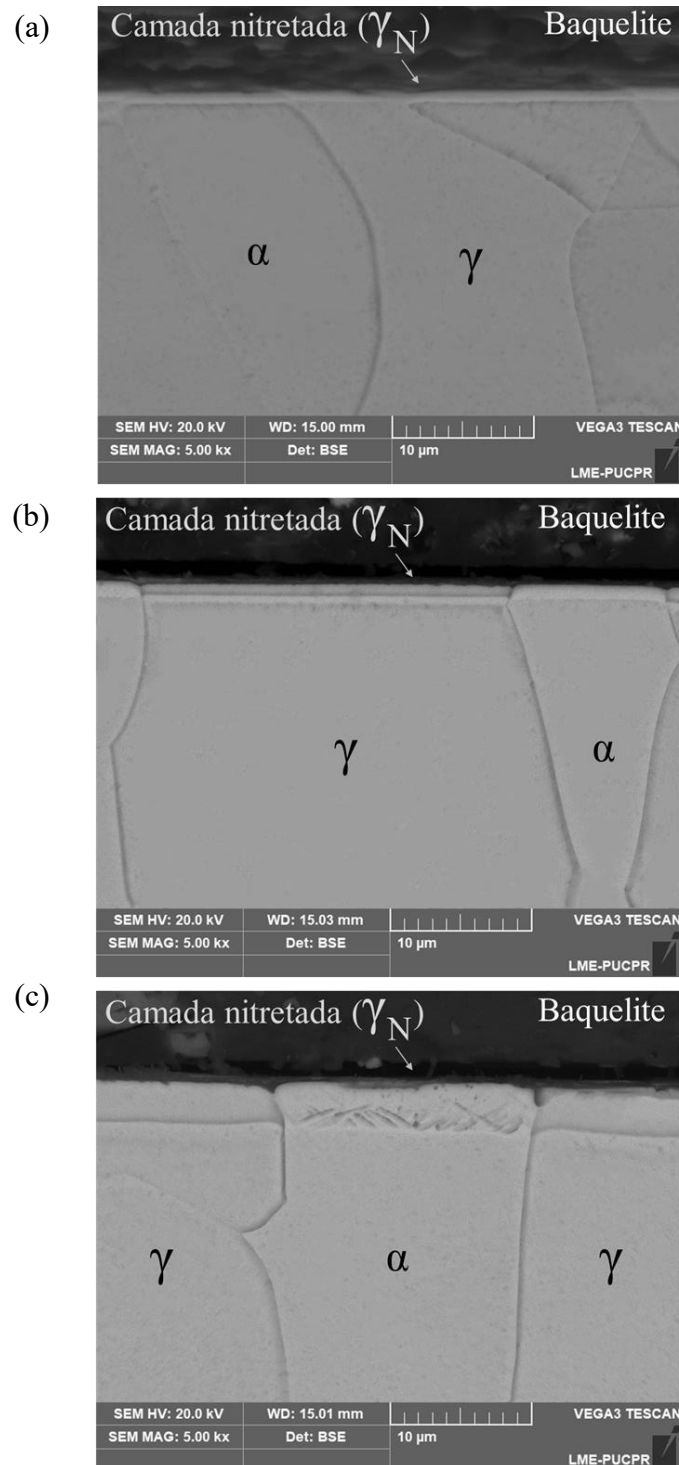 (a)
Camada nitretada (γN) Baquelite
α γ
SEM HV: 20.0 kV WD: 15.00 mm VEGA3 TESCAN
SEM MAG: 5.00 kx Det: BSE 10 µm
LME-PUCPR
(b)
Camada nitretada (γN) Baquelite
γ α
SEM HV: 20.0 kV WD: 15.03 mm VEGA3 TESCAN
SEM MAG: 5.00 kx Det: BSE 10 µm
LME-PUCPR
(c)
Camada nitretada (γN) Baquelite
γ α γ
SEM HV: 20.0 kV WD: 15.01 mm VEGA3 TESCAN
SEM MAG: 5.00 kx Det: BSE 10 µm
LME-PUCPR